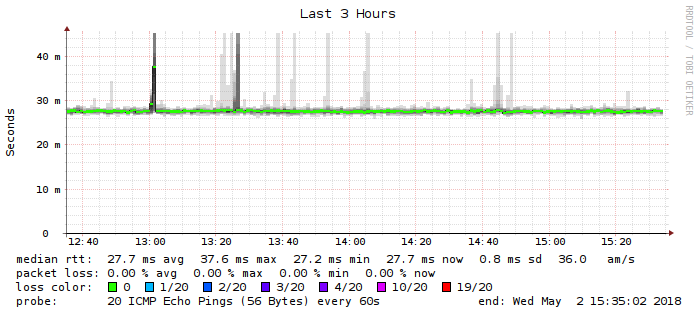 Last 3 Hours
RRDTOOL / TOBI OETIKER
Seconds
40 m
30 m
20 m
10 m
0
12:40 13:00 13:20 13:40 14:00 14:20 14:40 15:00 15:20
median rtt: 27.7 ms avg 37.6 ms max 27.2 ms min 27.7 ms now 0.8 ms sd 36.0 am/s
packet loss: 0.00 % avg 0.00 % max 0.00 % min 0.00 % now
loss color: 0 1/20 2/20 3/20 4/20 10/20 19/20
probe: 20 ICMP Echo Pings (56 Bytes) every 60s end: Wed May 2 15:35:02 2018